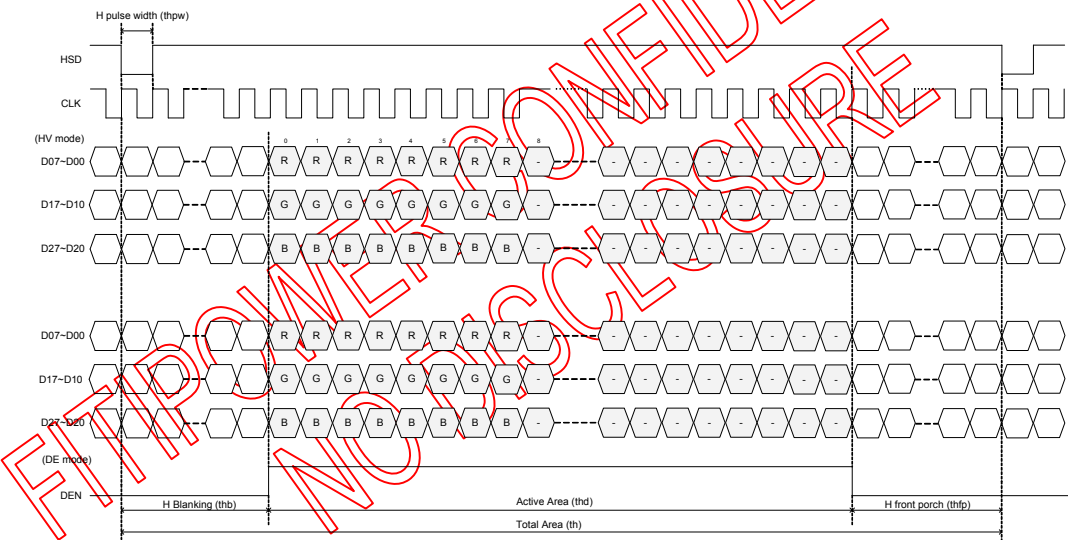 H pulse width (thpw)
HSD
CLK
(HV mode)
0 1 2 3 4 5 6 7 8
D07~D00 R R R R R R R R - - - - - - - - -
D17~D10 G G G G G G G G - - - - - - - - -
D27~D20 B B B B B B B B - - - - - - - - -
D07~D00 R R R R R R R R - - - - - - - - -
D17~D10 G G G G G G G G - - - - - - - - -
D27~D20 B B B B B B B B - - - - - - - - -
(DE mode)
DEN
H Blanking (thb) Active Area (thd) H front porch (thfp)
Total Area (th)
FITIPOWER CONFIDE
NO DISCLOSURE